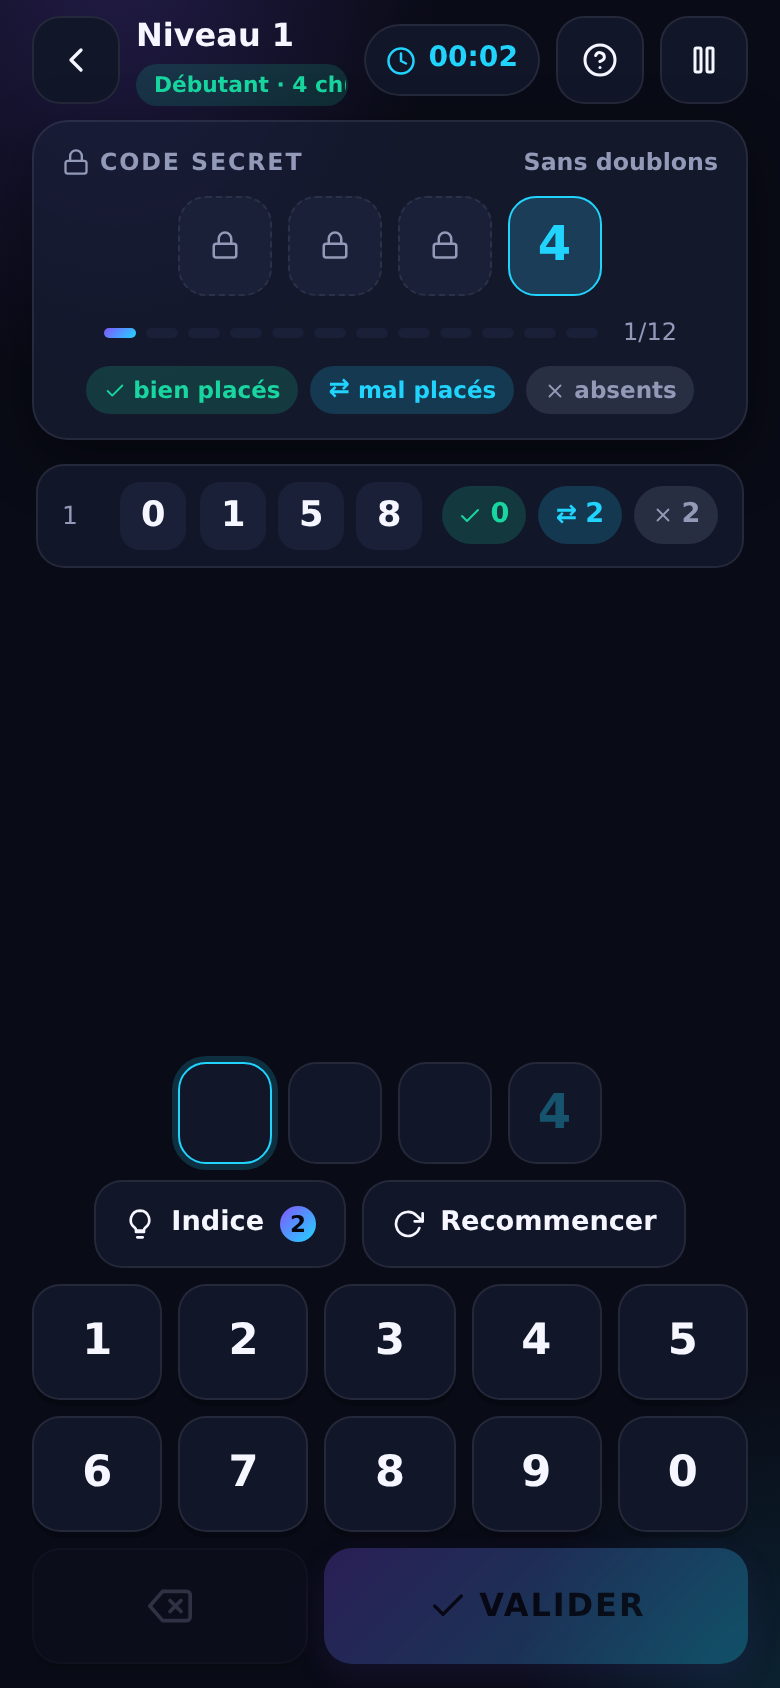 Niveau 1
Débutant · 4 ch
00:02
CODE SECRET
Sans doublons
4
1/12
bien placés
mal placés
absents
1 0 1 5 8 0 2 2
4
Indice 2
Recommencer
1 2 3 4 5
6 7 8 9 0
VALIDER